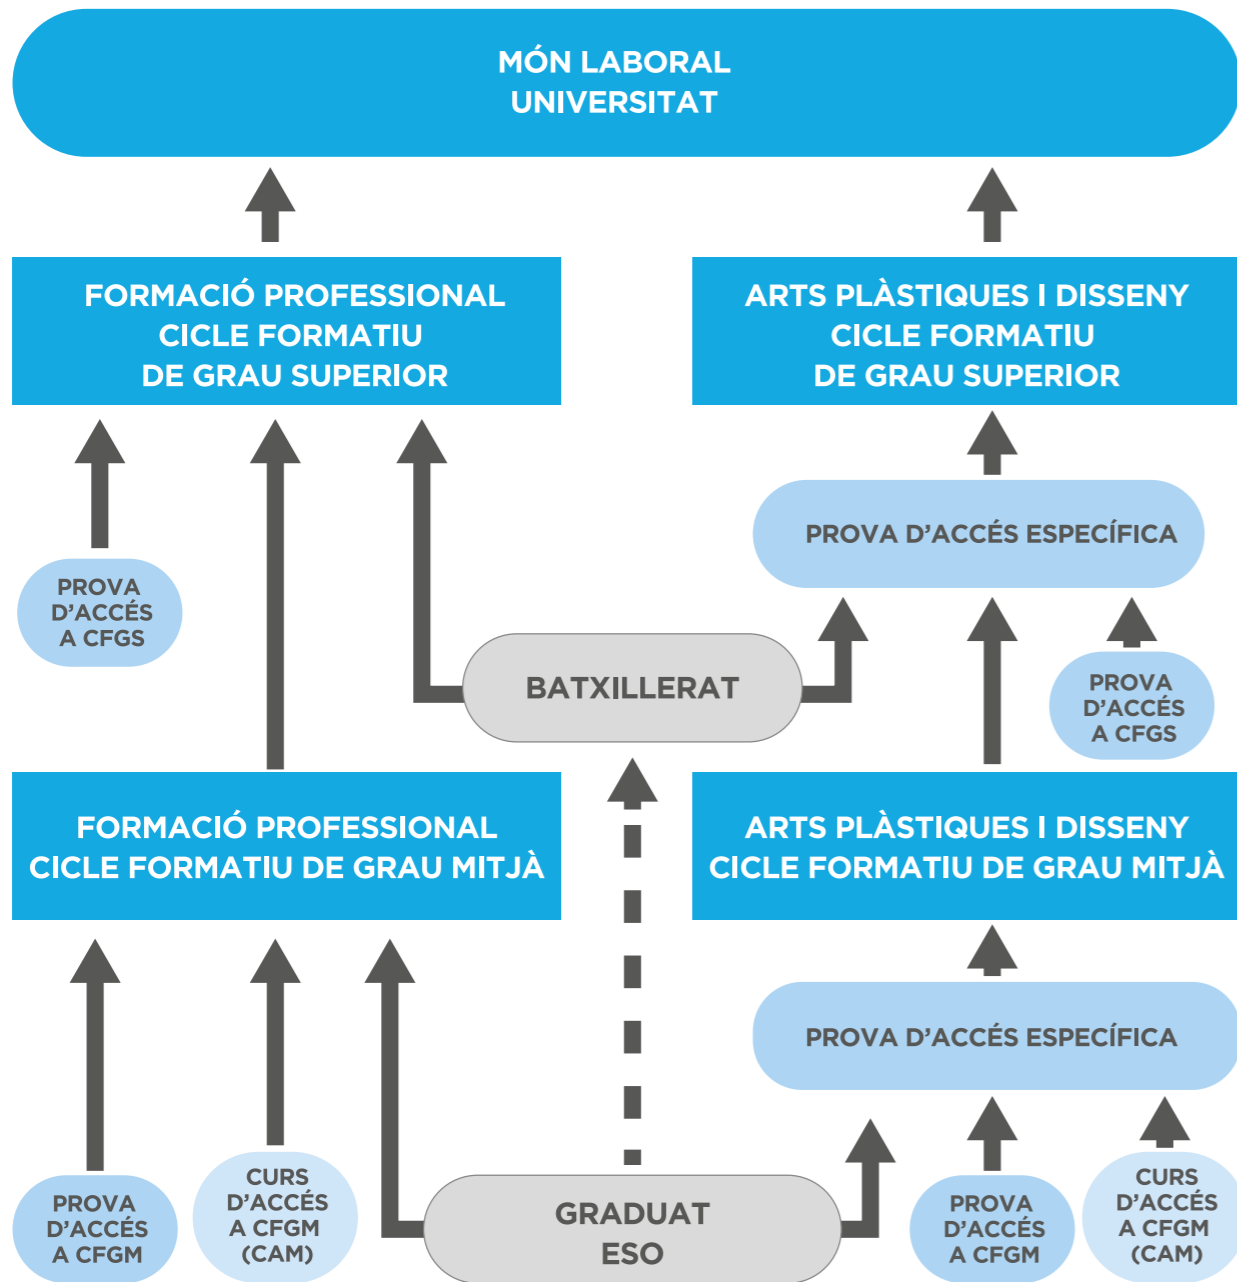 MÓN LABORAL
UNIVERSITAT
FORMACIÓ PROFESSIONAL
CICLE FORMATIU
DE GRAU SUPERIOR
ARTS PLÀSTIQUES I DISSENY
CICLE FORMATIU
DE GRAU SUPERIOR
PROVA D'ACCÉS ESPECÍFICA
PROVA
D'ACCÉS
A CFGS
BATXILLERAT
PROVA
D'ACCÉS
A CFGS
FORMACIÓ PROFESSIONAL
CICLE FORMATIU DE GRAU MITJÀ
ARTS PLÀSTIQUES I DISSENY
CICLE FORMATIU DE GRAU MITJÀ
PROVA D'ACCÉS ESPECÍFICA
PROVA
D'ACCÉS
A CFGM
CURS
D'ACCÉS
A CFGM
(CAM)
GRADUAT
ESO
PROVA
D'ACCÉS
A CFGM
CURS
D'ACCÉS
A CFGM
(CAM)